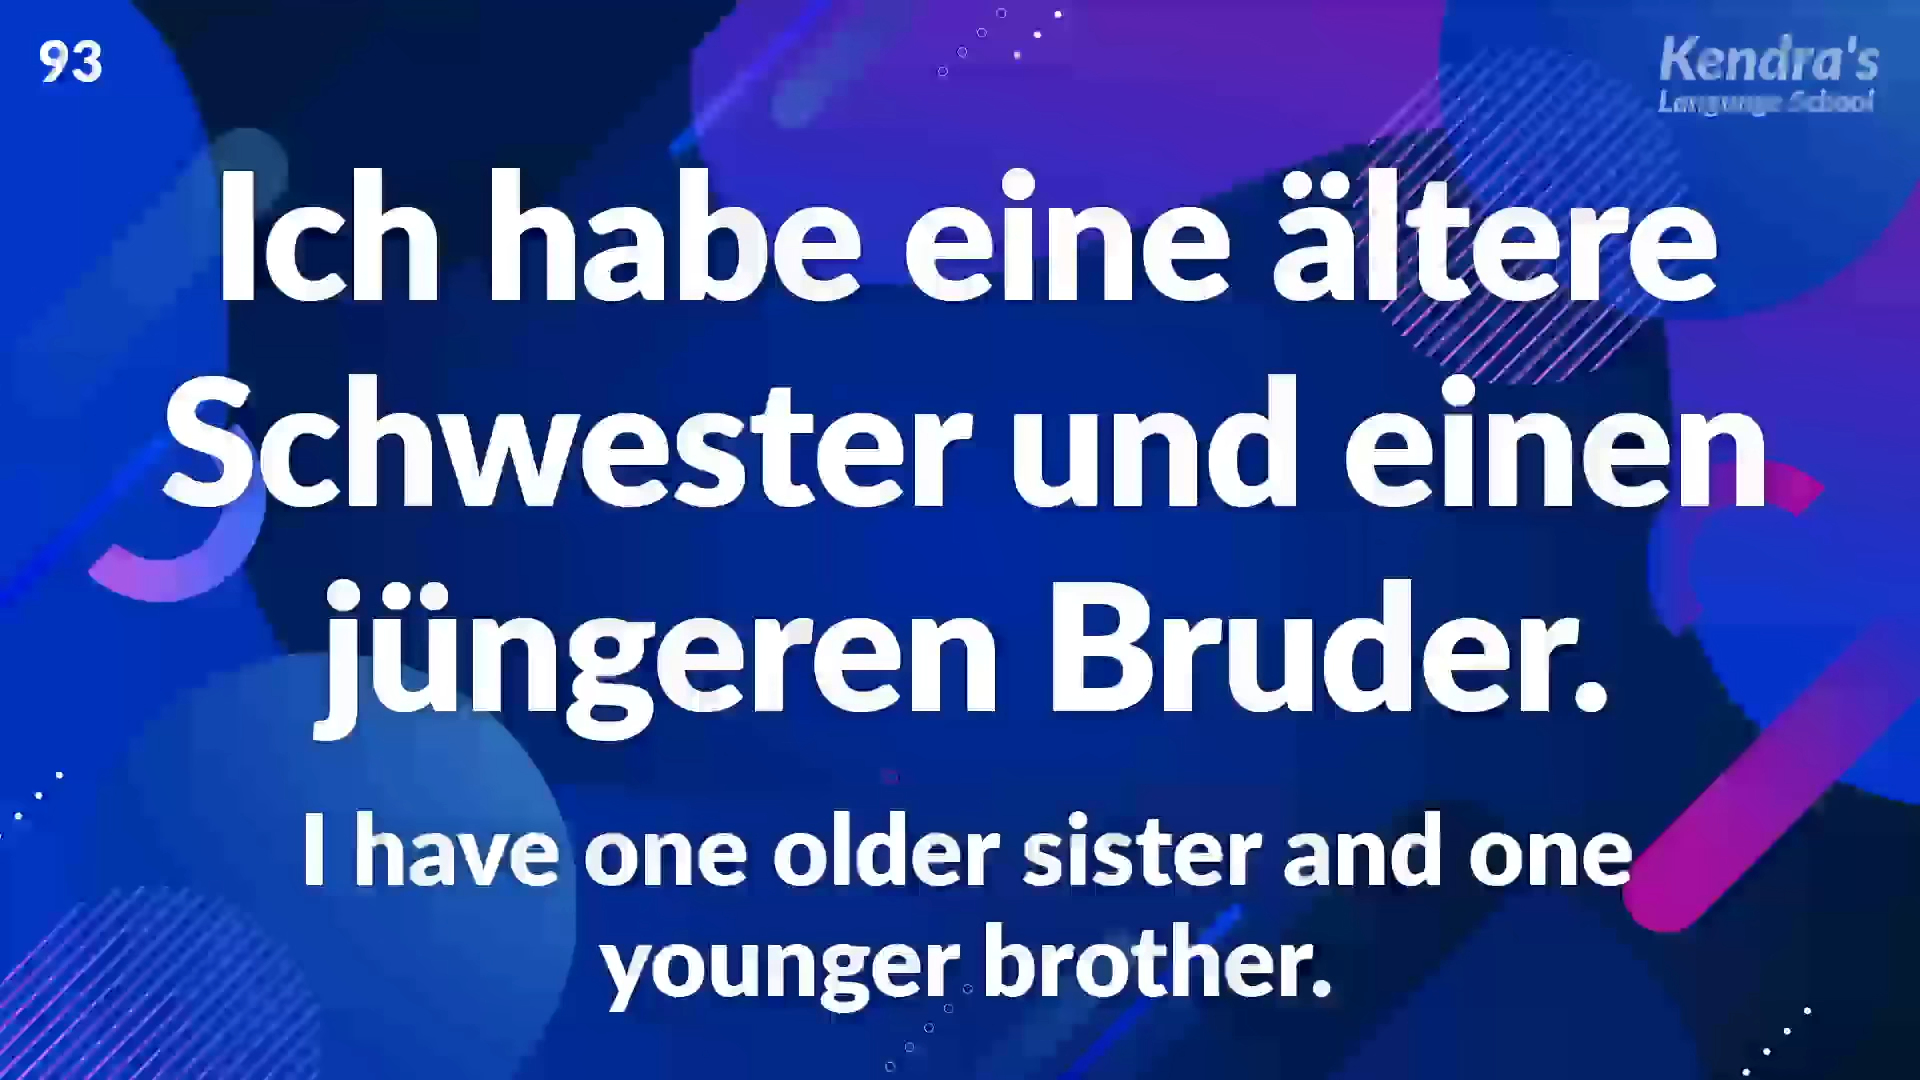 93
Kendra's
Language School
Ich habe eine ältere
Schwester und einen
jüngeren Bruder.
I have one older sister and one
younger brother.